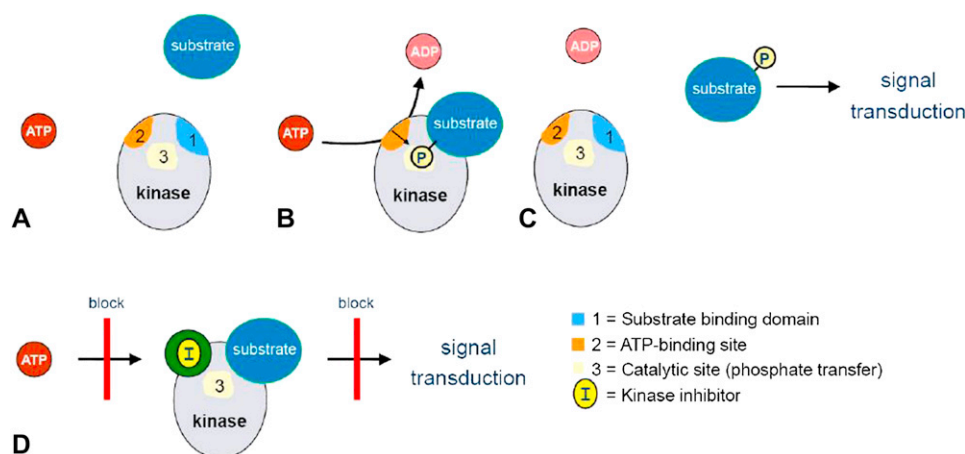 substrate
ATP
2
1
3
kinase
A
ADP
ATP
substrate
P
kinase
B
ADP
2
1
3
kinase
C
P
substrate
signal
transduction
block
block
ATP
I
substrate
3
kinase
signal
transduction
D
1 = Substrate binding domain
2 = ATP-binding site
3 = Catalytic site (phosphate transfer)
I = Kinase inhibitor